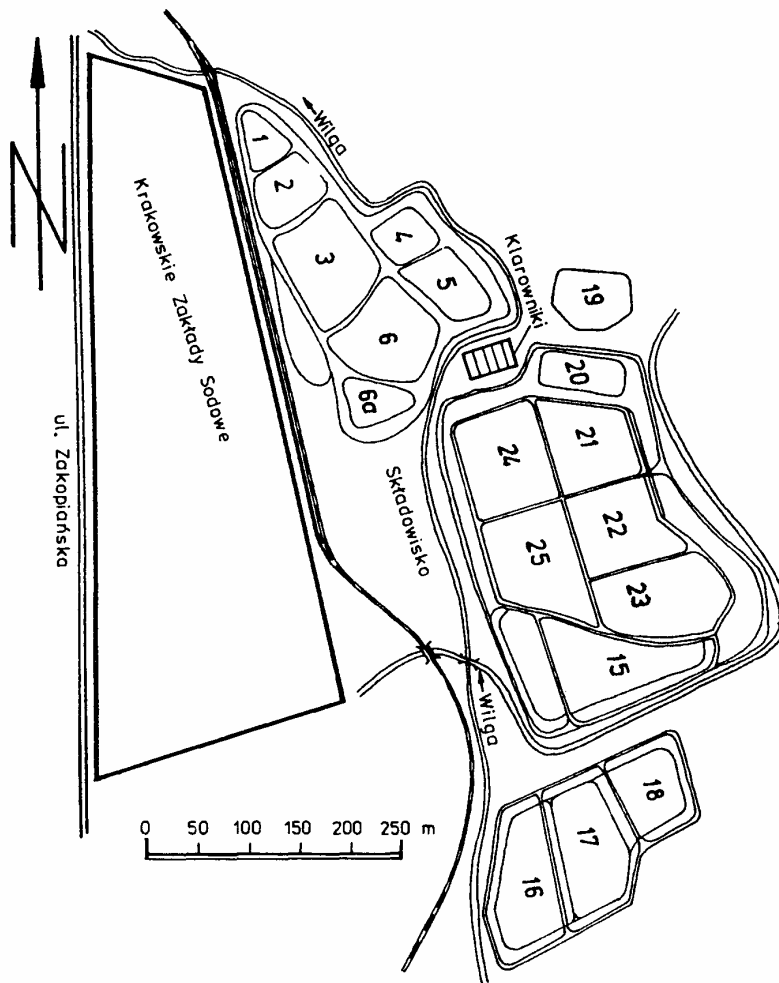 Wilga
1
2
3
4
5
6
6a
Klarowniki
19
20
21
24
22
25
23
15
Krakowskie Zakłady Sodowe
ul. Zakopiańska
Składowisko
Wilga
18
17
16
0 50 100 150 200 250 m
N